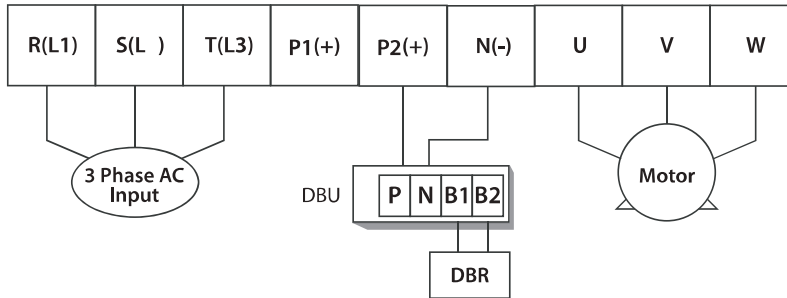 R(L1) S(L ) T(L3) P1(+) P2(+) N(-) U V W
3 Phase AC
Input
DBU
P N B1 B2
Motor
DBR